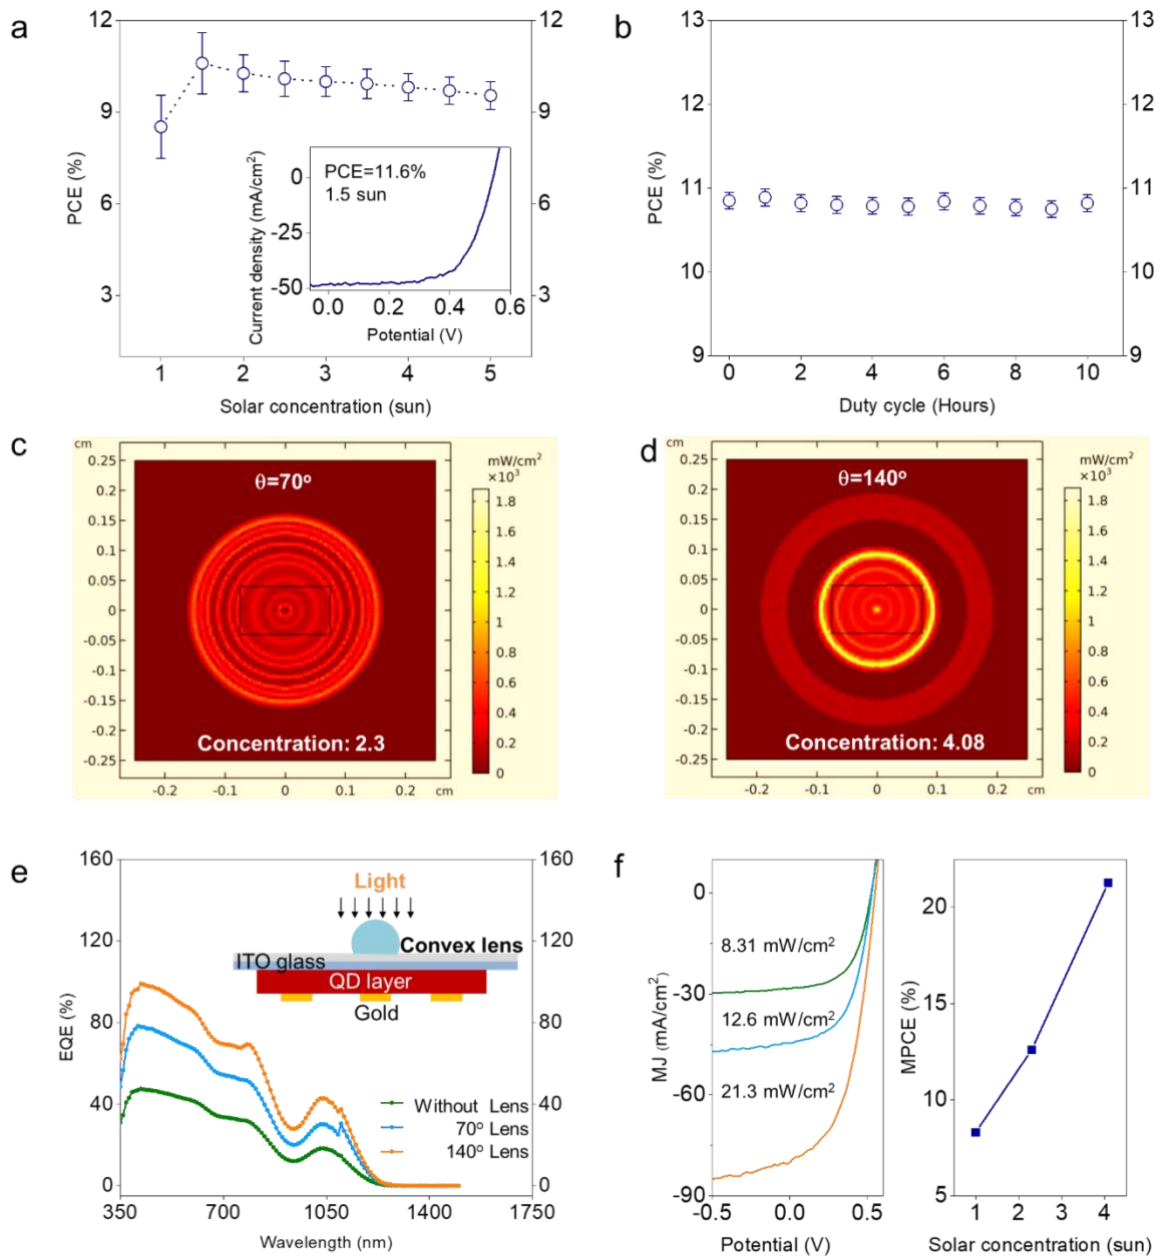 a
12
9
6
3
PCE (%)
12
9
6
3
1
2
3
4
5
Solar concentration (sun)
PCE=11.6%
1.5 sun
Current density (mA/cm²)
0
-25
-50
0.0
0.2
0.4
0.6
Potential (V)
b
13
12
11
10
9
PCE (%)
13
12
11
10
9
0
2
4
6
8
10
Duty cycle (Hours)
c
cm
0.25
0.2
0.15
0.1
0.05
0
-0.05
-0.1
-0.15
-0.2
-0.25
θ=70°
Concentration: 2.3
-0.2
-0.1
0
0.1
0.2
cm
mW/cm²
×10³
1.8
1.6
1.4
1.2
1
0.8
0.6
0.4
0.2
0
d
cm
0.25
0.2
0.15
0.1
0.05
0
-0.05
-0.1
-0.15
-0.2
-0.25
θ=140°
Concentration: 4.08
-0.2
-0.1
0
0.1
0.2
cm
mW/cm²
×10³
1.8
1.6
1.4
1.2
1
0.8
0.6
0.4
0.2
0
e
160
120
80
40
0
EQE (%)
160
120
80
40
0
Light
Convex lens
ITO glass
QD layer
Gold
Without Lens
70° Lens
140° Lens
350
700
1050
1400
1750
Wavelength (nm)
f
0
-30
-60
-90
MJ (mA/cm²)
8.31 mW/cm²
12.6 mW/cm²
21.3 mW/cm²
-0.5
0.0
0.5
Potential (V)
20
15
10
5
MPCE (%)
1
2
3
4
Solar concentration (sun)